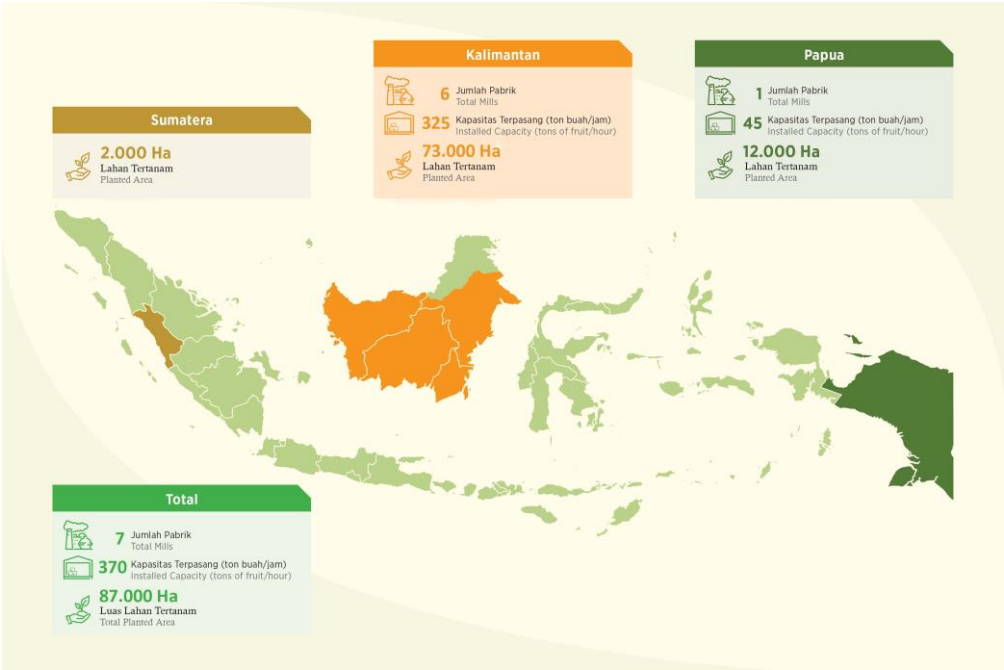 Sumatera
2.000 Ha
Lahan Tertanam
Planted Area
Kalimantan
6 Jumlah Pabrik
Total Mills
325 Kapasitas Terpasang (ton buah/jam)
Installed Capacity (tons of fruit/hour)
73.000 Ha
Lahan Tertanam
Planted Area
Papua
1 Jumlah Pabrik
Total Mills
45 Kapasitas Terpasang (ton buah/jam)
Installed Capacity (tons of fruit/hour)
12.000 Ha
Lahan Tertanam
Planted Area
Total
7 Jumlah Pabrik
Total Mills
370 Kapasitas Terpasang (ton buah/jam)
Installed Capacity (tons of fruit/hour)
87.000 Ha
Luas Lahan Tertanam
Total Planted Area